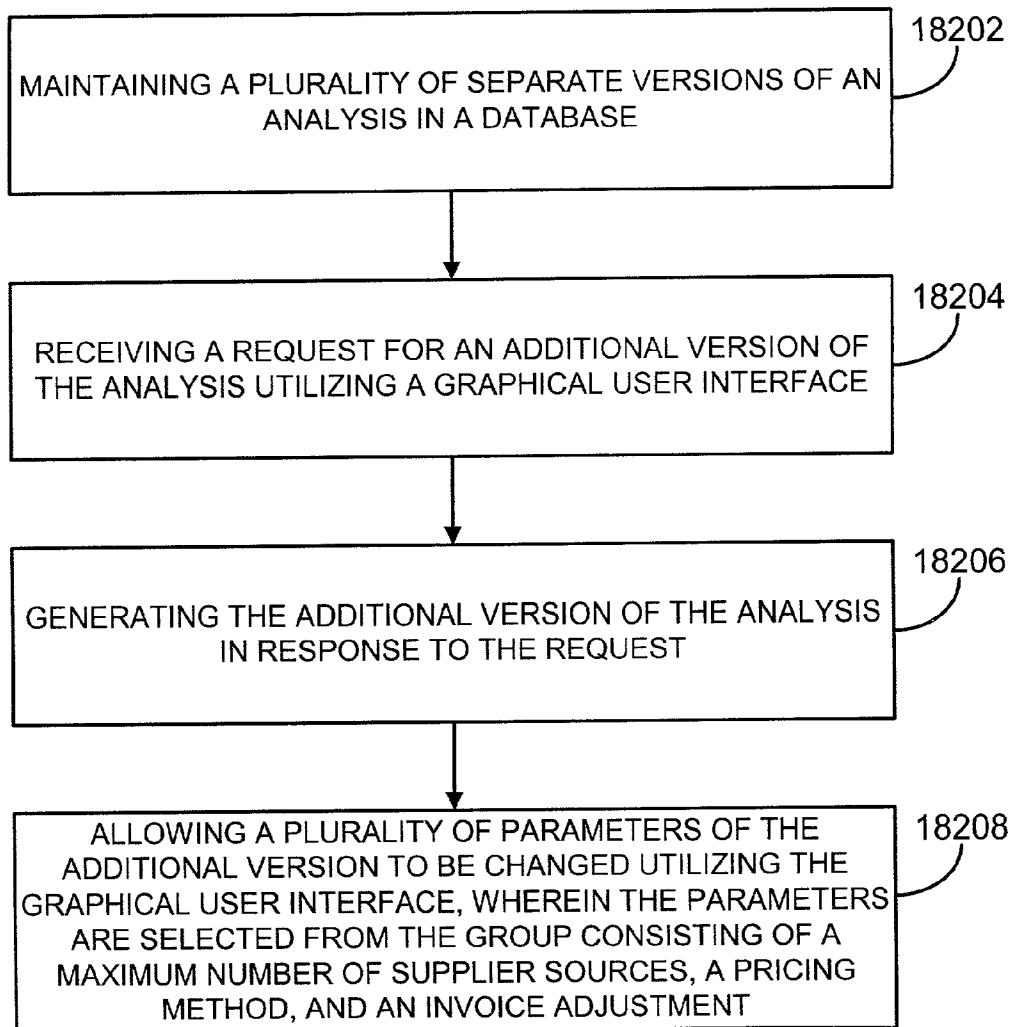 18202
MAINTAINING A PLURALITY OF SEPARATE VERSIONS OF AN
ANALYSIS IN A DATABASE
18204
RECEIVING A REQUEST FOR AN ADDITIONAL VERSION OF
THE ANALYSIS UTILIZING A GRAPHICAL USER INTERFACE
18206
GENERATING THE ADDITIONAL VERSION OF THE ANALYSIS
IN RESPONSE TO THE REQUEST
18208
ALLOWING A PLURALITY OF PARAMETERS OF THE
ADDITIONAL VERSION TO BE CHANGED UTILIZING THE
GRAPHICAL USER INTERFACE, WHEREIN THE PARAMETERS
ARE SELECTED FROM THE GROUP CONSISTING OF A
MAXIMUM NUMBER OF SUPPLIER SOURCES, A PRICING
METHOD, AND AN INVOICE ADJUSTMENT